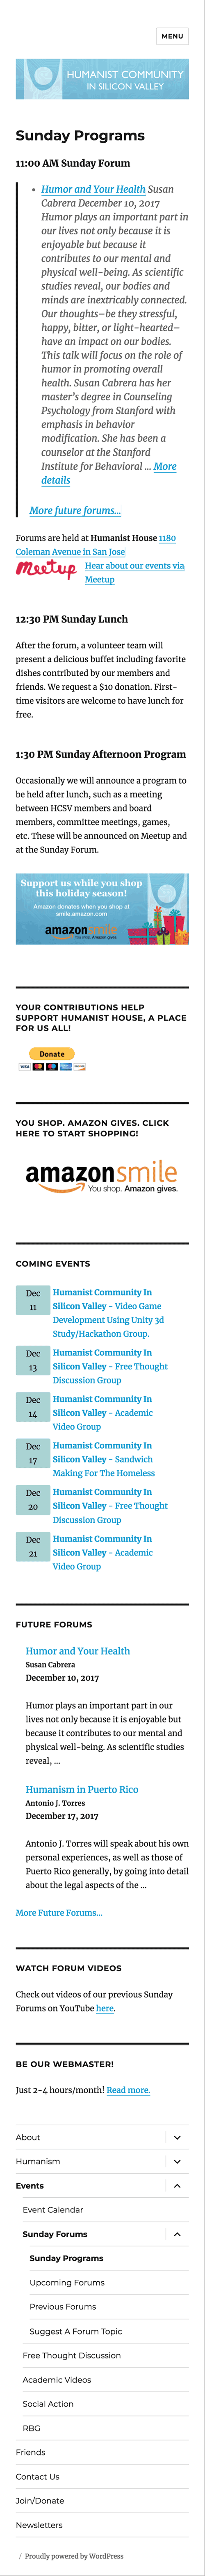 MENU
HUMANIST COMMUNITY
IN SILICON VALLEY
Sunday Programs
11:00 AM Sunday Forum
Humor and Your Health Susan
Cabrera December 10, 2017
Humor plays an important part in
our lives not only because it is
enjoyable but because it
contributes to our mental and
physical well–being. As scientific
studies reveal, our bodies and
minds are inextricably connected.
Our thoughts–be they stressful,
happy, bitter, or light-hearted–
have an impact on our bodies.
This talk will focus on the role of
humor in promoting overall
health. Susan Cabrera has her
master’s degree in Counseling
Psychology from Stanford with
emphasis in behavior
modification. She has been a
counselor at the Stanford
Institute for Behavioral ... More
details
More future forums...
Forums are held at Humanist House 1180
Coleman Avenue in San Jose
Meetup
Hear about our events via
Meetup
12:30 PM Sunday Lunch
After the forum, a volunteer team will
present a delicious buffet including favorite
dishes contributed by our members and
friends. We request a $10 donation. First-
time visitors are welcome to have lunch for
free.
1:30 PM Sunday Afternoon Program
Occasionally we will announce a program to
be held after lunch, such as a meeting
between HCSV members and board
members, committee meetings, games,
etc. These will be announced on Meetup and
at the Sunday Forum.
Support us while you shop
this holiday season!
Amazon donates when you shop at
smile.amazon.com
amazonsmile
You shop. Amazon gives.
YOUR CONTRIBUTIONS HELP
SUPPORT HUMANIST HOUSE, A PLACE
FOR US ALL!
Donate
VISA
YOU SHOP. AMAZON GIVES. CLICK
HERE TO START SHOPPING!
amazonsmile
You shop. Amazon gives.
COMING EVENTS
Dec
11
Humanist Community In
Silicon Valley - Video Game
Development Using Unity 3d
Study/Hackathon Group.
Dec
13
Humanist Community In
Silicon Valley - Free Thought
Discussion Group
Dec
14
Humanist Community In
Silicon Valley - Academic
Video Group
Dec
17
Humanist Community In
Silicon Valley - Sandwich
Making For The Homeless
Dec
20
Humanist Community In
Silicon Valley - Free Thought
Discussion Group
Dec
21
Humanist Community In
Silicon Valley - Academic
Video Group
FUTURE FORUMS
Humor and Your Health
Susan Cabrera
December 10, 2017
Humor plays an important part in our
lives not only because it is enjoyable but
because it contributes to our mental and
physical well-being. As scientific studies
reveal, ...
Humanism in Puerto Rico
Antonio J. Torres
December 17, 2017
Antonio J. Torres will speak about his own
personal experiences, as well as those of
Puerto Rico generally, by going into detail
about the legal aspects of the ...
More Future Forums...
WATCH FORUM VIDEOS
Check out videos of our previous Sunday
Forums on YouTube here.
BE OUR WEBMASTER!
Just 2-4 hours/month! Read more.
About
Humanism
Events
Event Calendar
Sunday Forums
Sunday Programs
Upcoming Forums
Previous Forums
Suggest A Forum Topic
Free Thought Discussion
Academic Videos
Social Action
RBG
Friends
Contact Us
Join/Donate
Newsletters
/ Proudly powered by WordPress